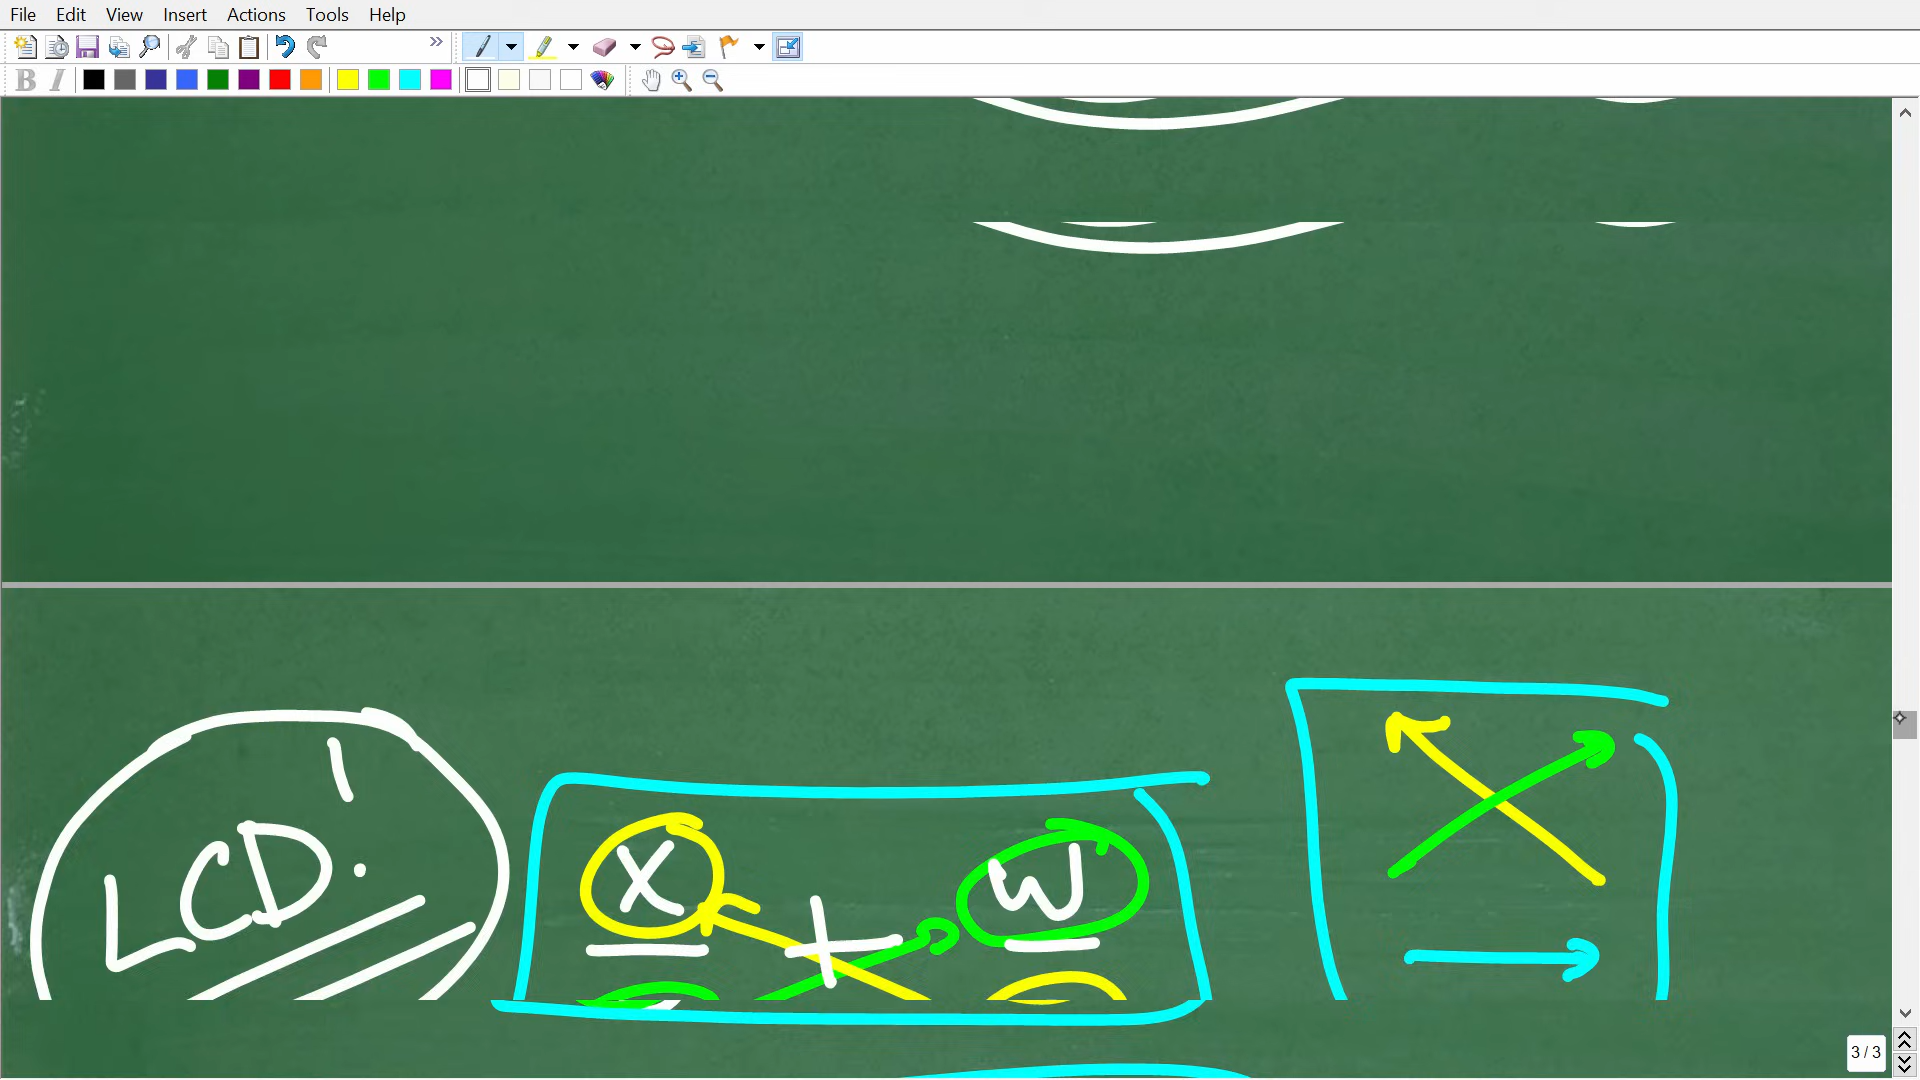 File Edit View Insert Actions Tools Help
B I
LCD.
X + W
3 / 3